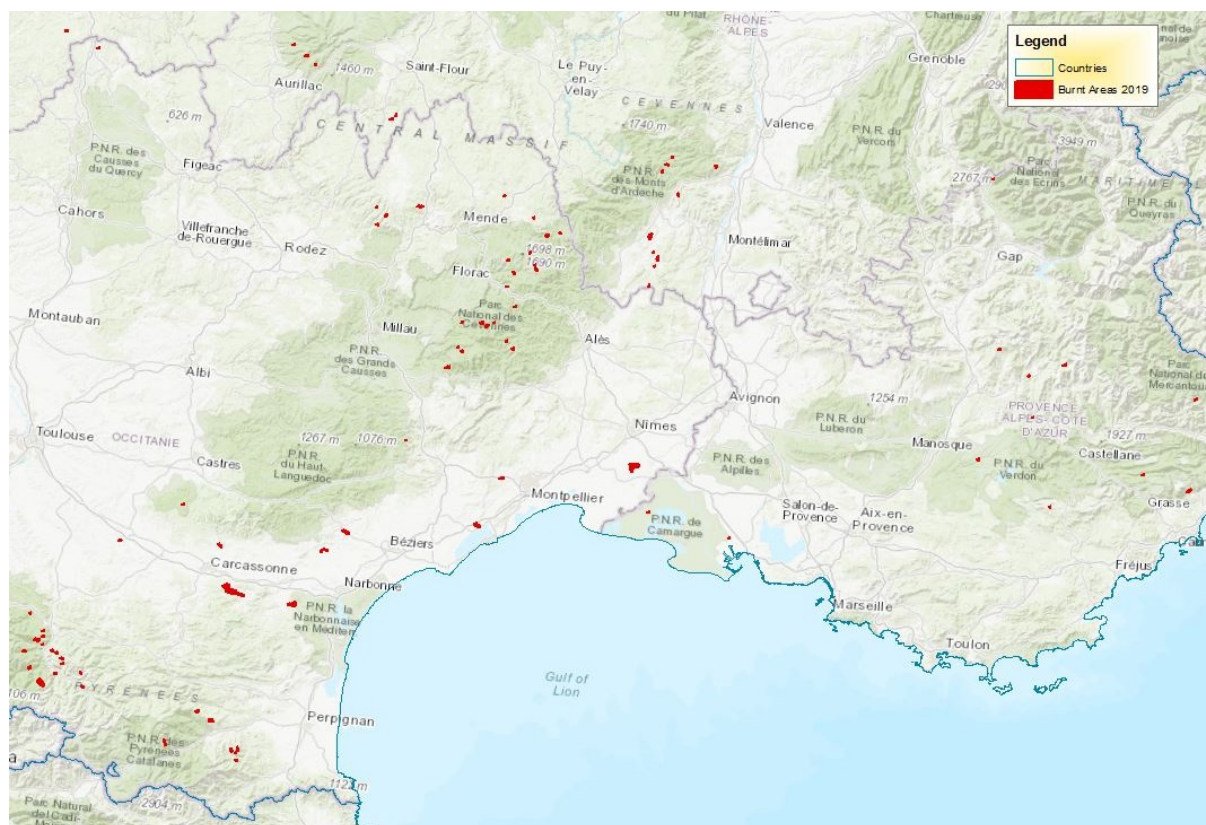 du Pilat
RHÔNE-
ALPES
Chartreuse
Legend
Countries
Burnt Areas 2019
Grenoble
Saint-Flour
Le Puy-
en-
Velay
1460 m
Aurillac
CEVENNES
626 m
CENTRAL MASSIF
1740 m
Valence
P.N.R. du
Vercors
3949 m
P.N.R. des
Causses
du Quercy
Figeac
P.N.R.
des Monts
d'Ardèche
2767 m
Parc
National
des Ecrins
P.N.R. du
Queyras
Cahors
Villefranche
de-Rouergue
Rodez
Mende
Montélimar
1698 m
1690 m
Florac
Gap
Montauban
Millau
Parc
National des
Cévennes
Alès
P.N.R.
des Grands
Causses
Albi
Avignon
1254 m
Parc
National de
Mercantour
Toulouse
OCCITANIE
1267 m
1076 m
Nîmes
P.N.R. du
Luberon
Manosque
PROVENCE
ALPES-CÔTE
D'AZUR
1927 m
Castellane
Castres
P.N.R.
du Haut-
Languedoc
P.N.R. des
Alpilles
P.N.R. du
Verdon
Montpellier
Salon-de-
Provence
Aix-en-
Provence
Grasse
P.N.R. de
Camargue
Béziers
Carcassonne
Narbonne
Fréjus
P.N.R. la
Narbonnaise
en Méditerr
Marseille
Toulon
PYRENEES
106 m
Gulf of
Lion
Perpignan
P.N.R. des
Pyrénées
Catalanes
2904 m
Parc Natural
del Cadí-